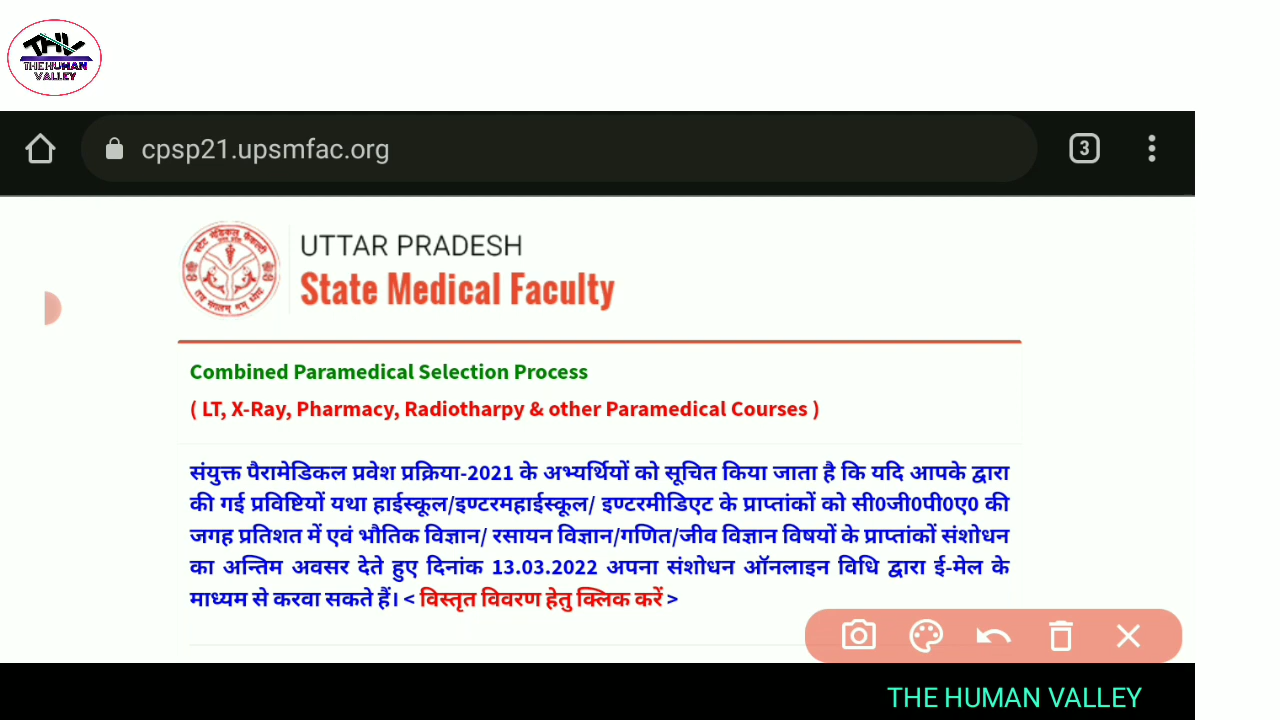 THV
THE HUMAN
VALLEY
cpsp21.upsmfac.org
3
UTTAR PRADESH
State Medical Faculty
Combined Paramedical Selection Process
( LT, X-Ray, Pharmacy, Radiotharpy & other Paramedical Courses )
संयुक्त पैरामेडिकल प्रवेश प्रक्रिया-2021 के अभ्यर्थियों को सूचित किया जाता है कि यदि आपके द्वारा
की गई प्रविष्टियों यथा हाईस्कूल/इण्टरमहाईस्कूल/ इण्टरमीडिएट के प्राप्तांकों को सी0जी0पी0ए0 की
जगह प्रतिशत में एवं भौतिक विज्ञान/ रसायन विज्ञान/गणित/जीव विज्ञान विषयों के प्राप्तांकों संशोधन
का अन्तिम अवसर देते हुए दिनांक 13.03.2022 अपना संशोधन ऑनलाइन विधि द्वारा ई-मेल के
माध्यम से करवा सकते हैं। < विस्तृत विवरण हेतु क्लिक करें >
THE HUMAN VALLEY